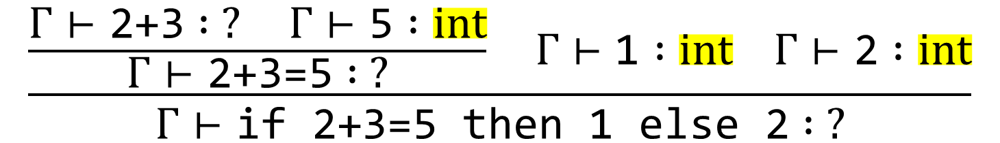 Γ ⊢ 2+3 : ? Γ ⊢ 5 : int
Γ ⊢ 1 : int Γ ⊢ 2 : int
Γ ⊢ 2+3=5 : ?
Γ ⊢ if 2+3=5 then 1 else 2 : ?